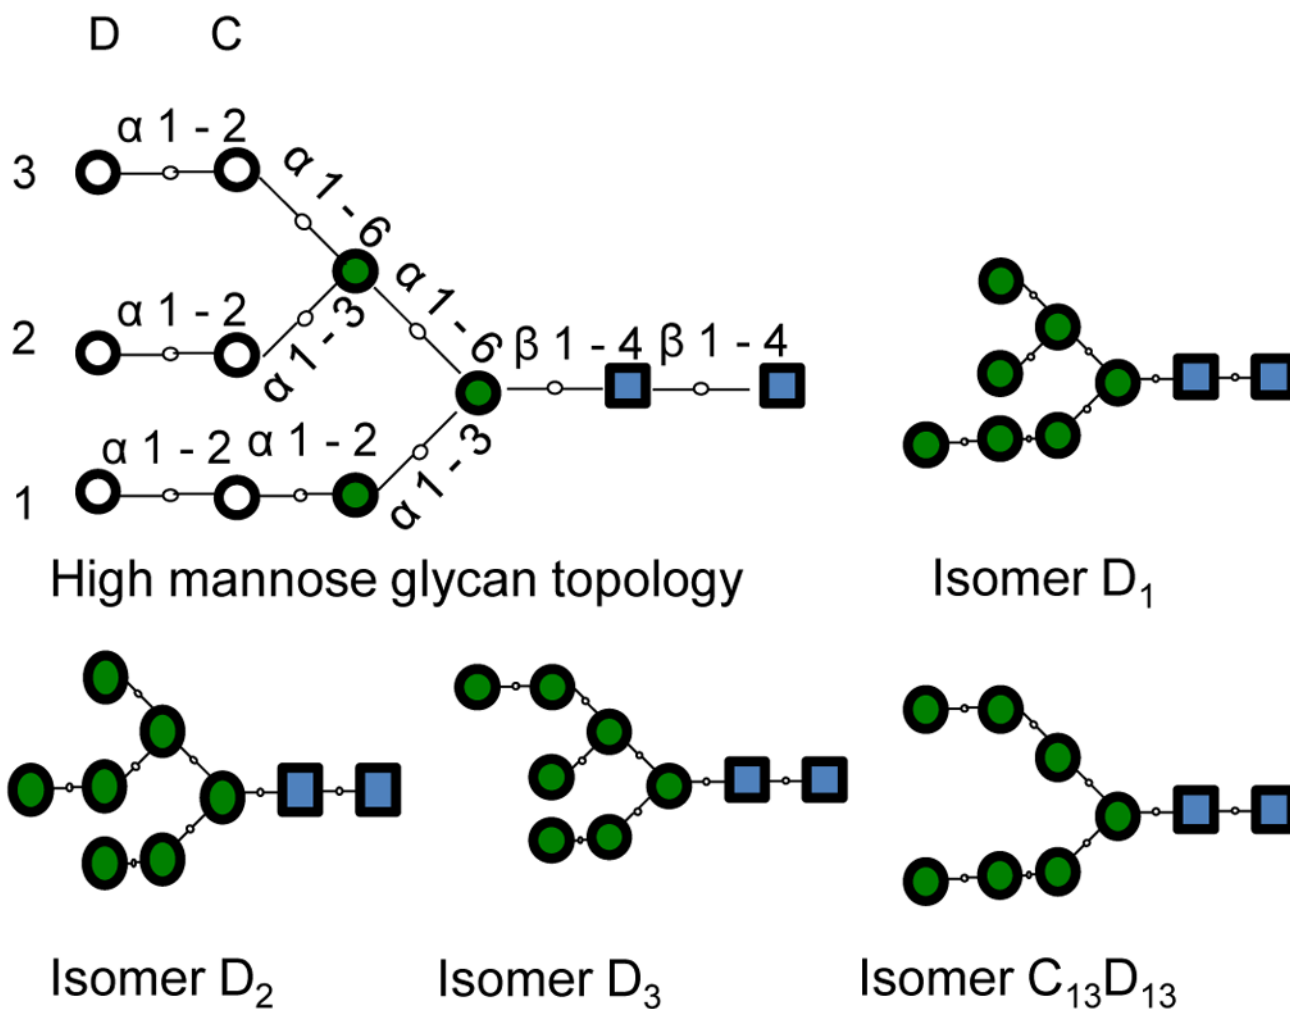 D C
α 1 - 2
3
α 1 - 6
α 1 - 6
α 1 - 2
2
α 1 - 3
β 1 - 4 β 1 - 4
α 1 - 2 α 1 - 2
1
α 1 - 3
High mannose glycan topology
Isomer D₁
Isomer D₂
Isomer D₃
Isomer C₁₃D₁₃